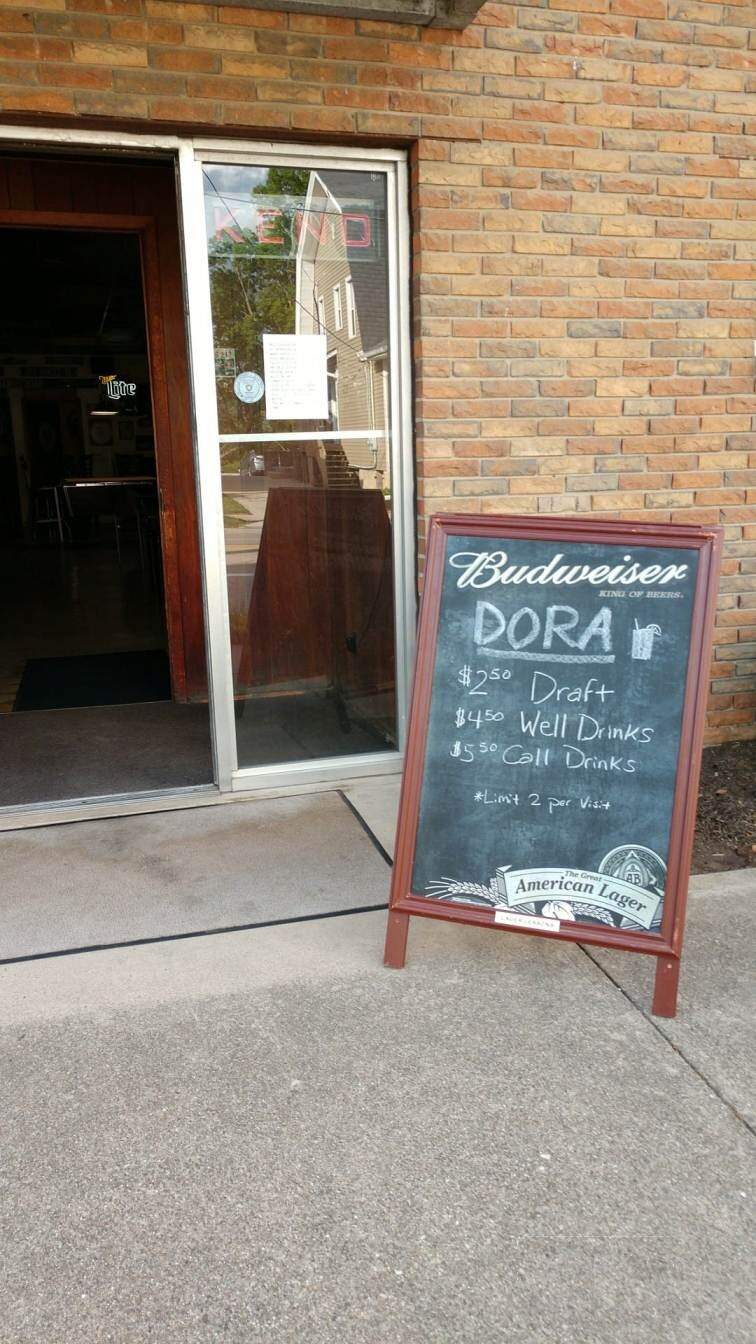 KENO
Lite
Budweiser
KING OF BEERS.
DORA
$2.50 Draft
$4.50 Well Drinks
$5.50 Call Drinks
*Limit 2 per Visit
AB
The Great
American Lager